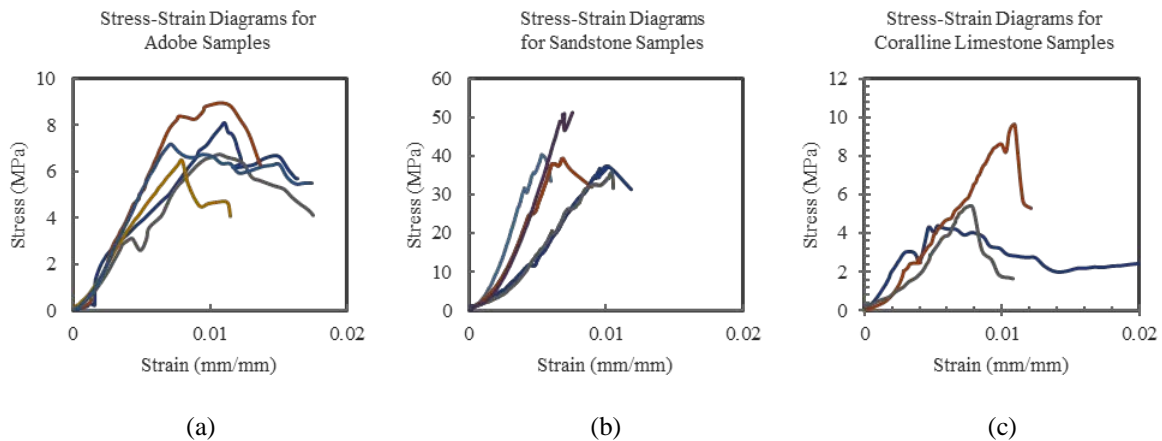 Stress-Strain Diagrams for
Adobe Samples
10
8
6
4
2
0
Stress (MPa)
0
0.01
0.02
Strain (mm/mm)
(a)
Stress-Strain Diagrams
for Sandstone Samples
60
50
40
30
20
10
0
Stress (MPa)
0
0.01
0.02
Strain (mm/mm)
(b)
Stress-Strain Diagrams for
Coralline Limestone Samples
12
10
8
6
4
2
0
Stress (MPa)
0
0.01
0.02
Strain (mm/mm)
(c)